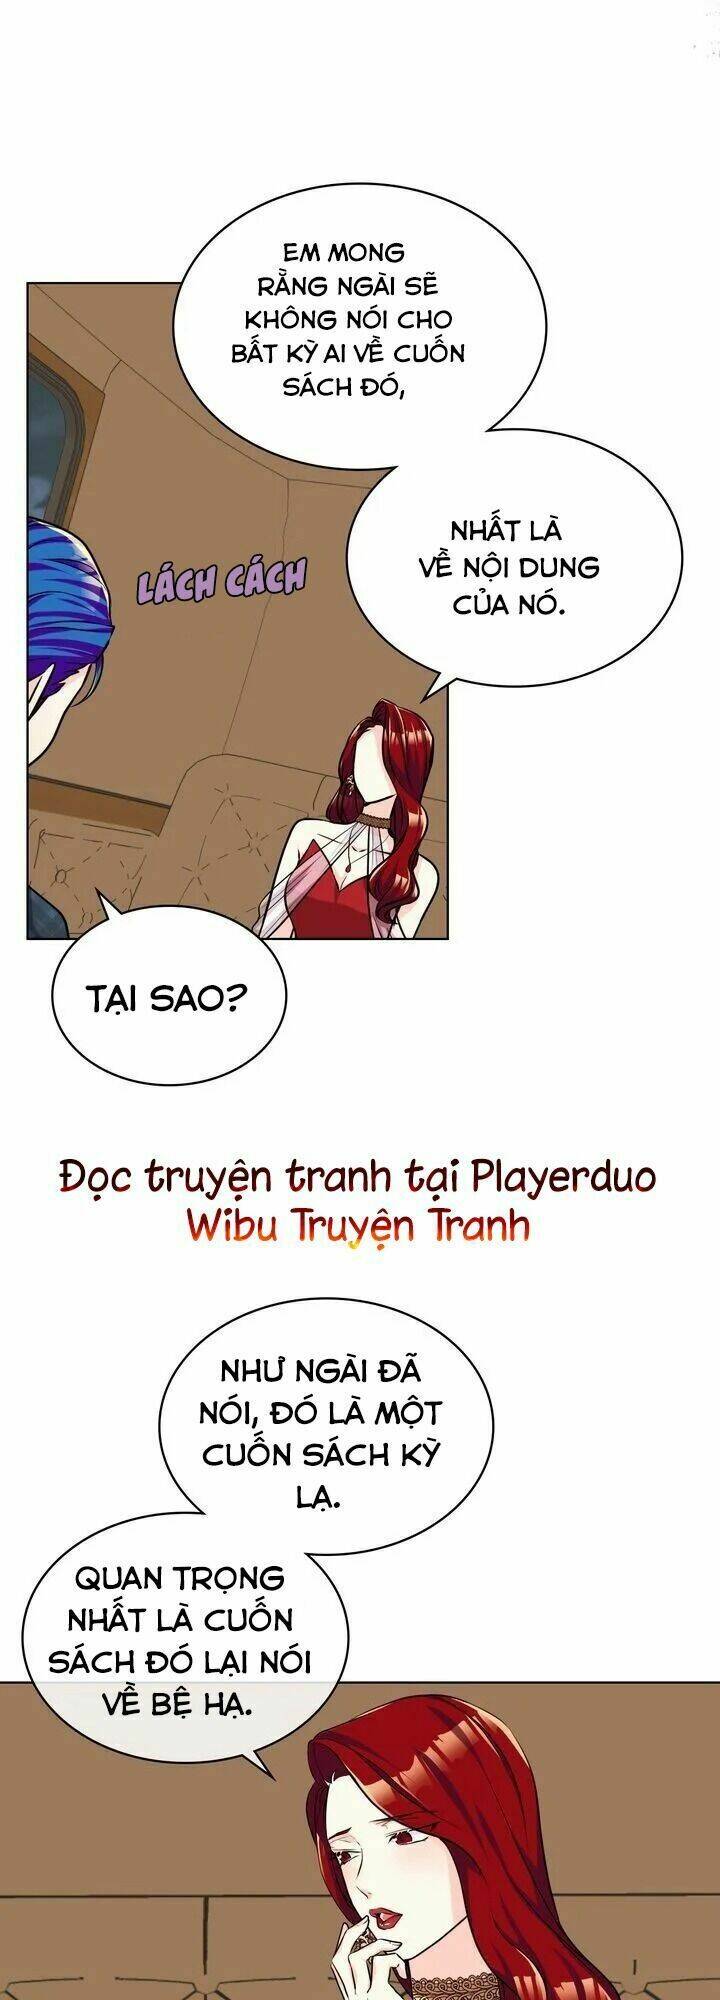 EM MONG
RẰNG NGÀI SẼ
KHÔNG NÓI CHO
BẤT KỲ AI VỀ CUỐN
SÁCH ĐÓ,
NHẤT LÀ
VỀ NỘI DUNG
CỦA NÓ.
LÁCH CÁCH
TẠI SAO?
Đọc truyện tranh tại Playerduo
Wibu Truyện Tranh
NHƯ NGÀI ĐÃ
NÓI, ĐÓ LÀ MỘT
CUỐN SÁCH KỲ
LẠ.
QUAN TRỌNG
NHẤT LÀ CUỐN
SÁCH ĐÓ LẠI NÓI
VỀ BỆ HẠ.